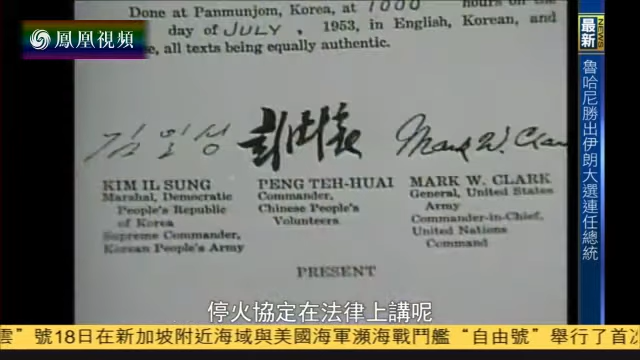 Done at Panmunjom, Korea, at 1000 hours on the
day of JULY, 1953, in English, Korean, and
all texts being equally authentic.
鳳凰視頻
最新
NEWS
魯哈尼勝出伊朗大選連任總統
김일성
彭德懷
Mark W. Clark
KIM IL SUNG
Marshal, Democratic
People's Republic
of Korea
Supreme Commander,
Korean People's Army
PENG TEH-HUAI
Commander,
Chinese People's
Volunteers
MARK W. CLARK
General, United States
Army
Commander-in-Chief,
United Nations
Command
PRESENT
停火協定在法律上講呢
雲”號18日在新加坡附近海域與美國海軍瀕海戰鬥艦“自由號”舉行了首次